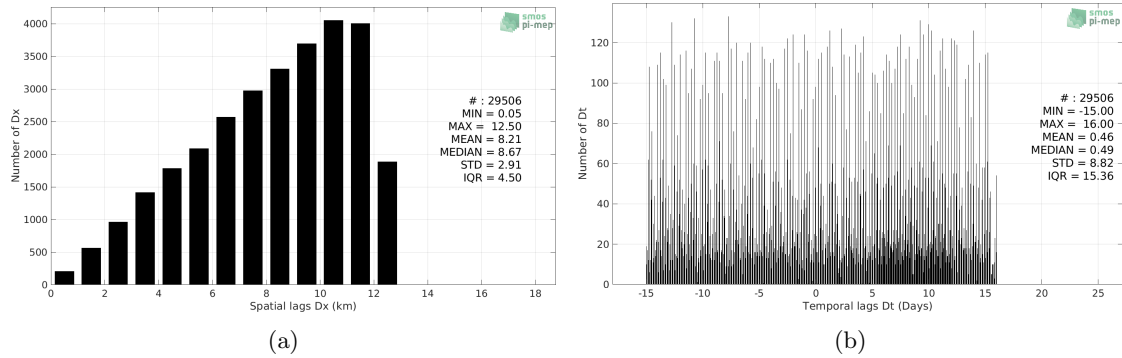 smos
pi-mep
4000
3500
3000
2500
2000
1500
1000
500
0
Number of Dx
# : 29506
MIN = 0.05
MAX = 12.50
MEAN = 8.21
MEDIAN = 8.67
STD = 2.91
IQR = 4.50
0 2 4 6 8 10 12 14 16 18
Spatial lags Dx (km)
(a)
smos
pi-mep
120
100
80
60
40
20
0
Number of Dt
# : 29506
MIN = -15.00
MAX = 16.00
MEAN = 0.46
MEDIAN = 0.49
STD = 8.82
IQR = 15.36
-15 -10 -5 0 5 10 15 20 25
Temporal lags Dt (Days)
(b)